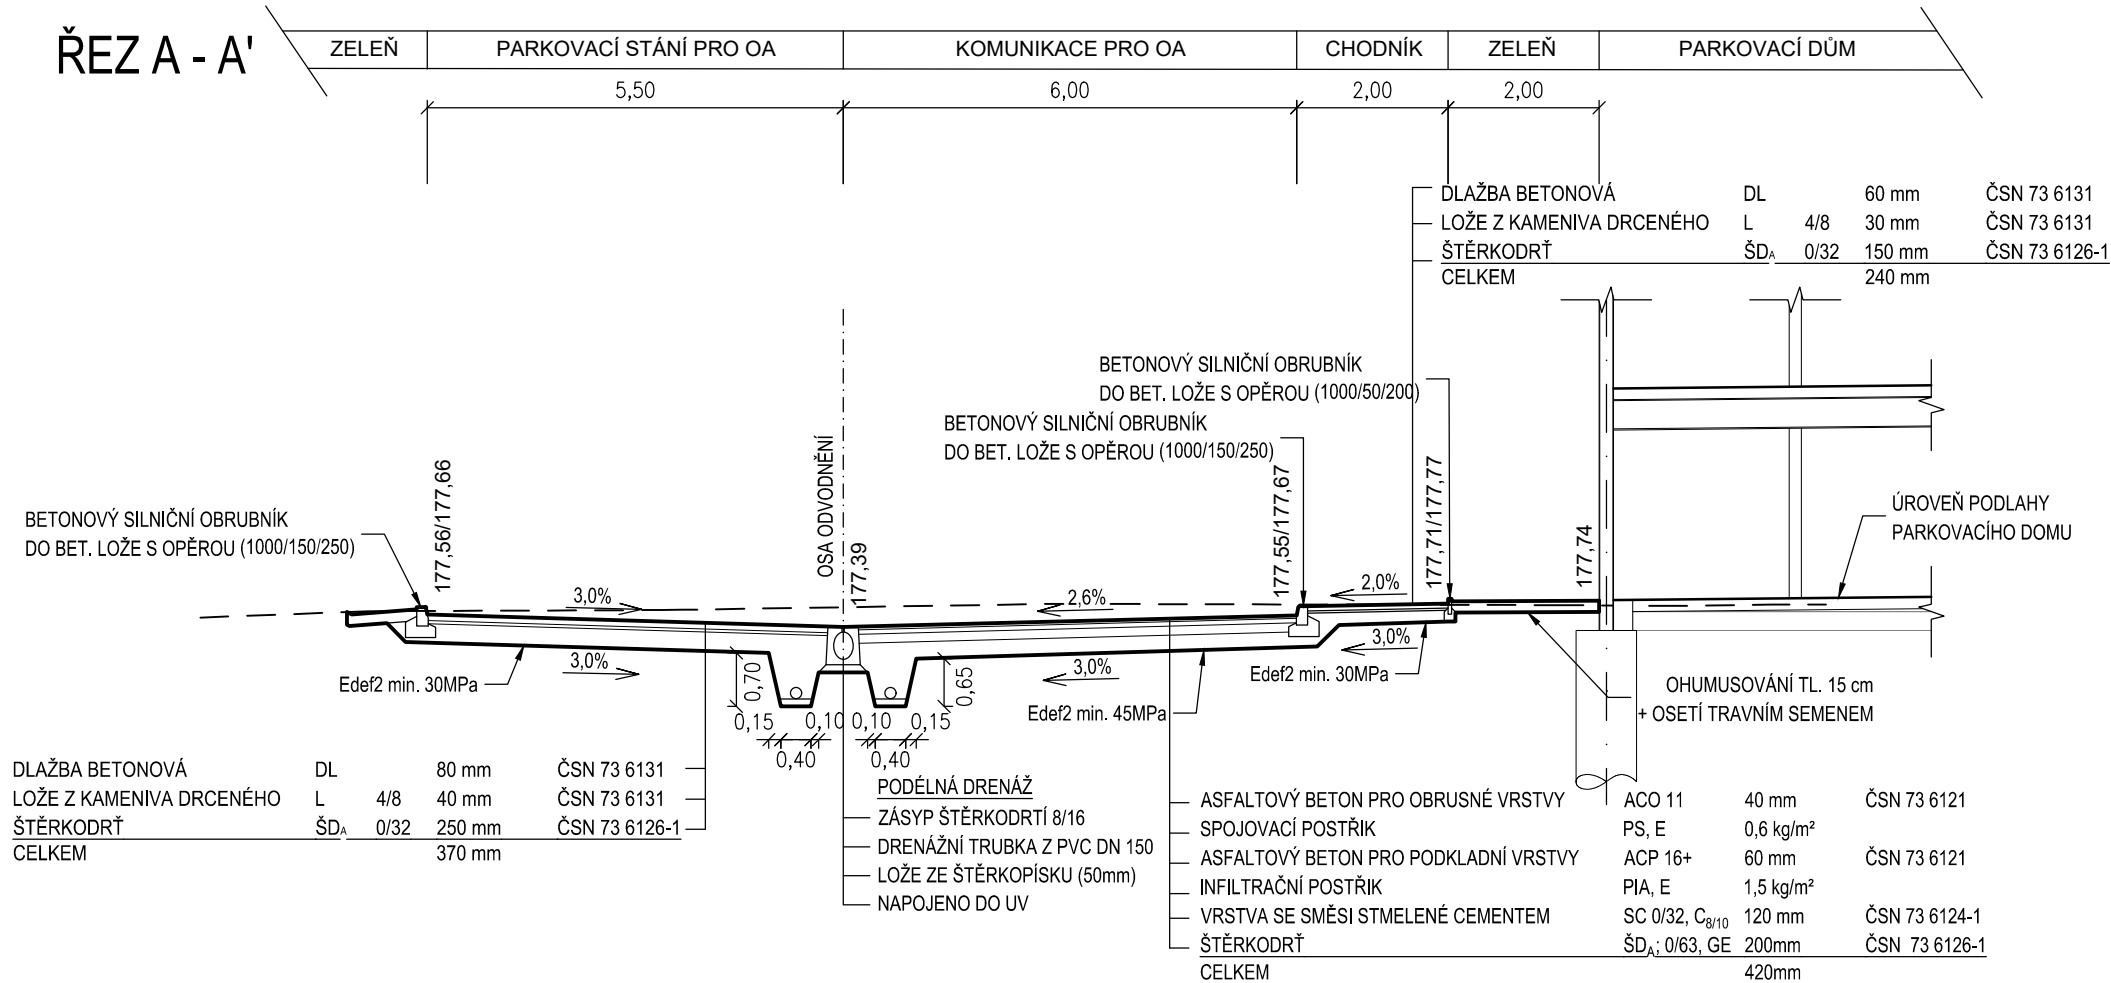 ŘEZ A - A'
ZELEŇ PARKOVACÍ STÁNÍ PRO OA KOMUNIKACE PRO OA CHODNÍK ZELEŇ PARKOVACÍ DŮM
5,50 6,00 2,00 2,00
DLAŽBA BETONOVÁ DL 60 mm ČSN 73 6131
LOŽE Z KAMENIVA DRCENÉHO L 4/8 30 mm ČSN 73 6131
ŠTĚRKODRŤ ŠDA 0/32 150 mm ČSN 73 6126-1
CELKEM 240 mm
BETONOVÝ SILNIČNÍ OBRUBNÍK
DO BET. LOŽE S OPĚROU (1000/50/200)
BETONOVÝ SILNIČNÍ OBRUBNÍK
DO BET. LOŽE S OPĚROU (1000/150/250)
BETONOVÝ SILNIČNÍ OBRUBNÍK
DO BET. LOŽE S OPĚROU (1000/150/250)
177,56/177,66
OSA ODVODNĚNÍ
177,39
177,55/177,67
177,71/177,77
177,74
ÚROVEŇ PODLAHY
PARKOVACÍHO DOMU
3,0% 2,6% 2,0%
3,0% 3,0% 3,0%
Edef2 min. 30MPa
Edef2 min. 45MPa
Edef2 min. 30MPa
0,70 0,65
0,15 0,10 0,10 0,15
0,40 0,40
OHUMUSOVÁNÍ TL. 15 cm
+ OSETÍ TRAVNÍM SEMENEM
DLAŽBA BETONOVÁ DL 80 mm ČSN 73 6131
LOŽE Z KAMENIVA DRCENÉHO L 4/8 40 mm ČSN 73 6131
ŠTĚRKODRŤ ŠDA 0/32 250 mm ČSN 73 6126-1
CELKEM 370 mm
PODÉLNÁ DRENÁŽ
ZÁSYP ŠTĚRKODRTÍ 8/16
DRENÁŽNÍ TRUBKA Z PVC DN 150
LOŽE ZE ŠTĚRKOPÍSKU (50mm)
NAPOJENO DO UV
ASFALTOVÝ BETON PRO OBRUSNÉ VRSTVY ACO 11 40 mm ČSN 73 6121
SPOJOVACÍ POSTŘIK PS, E 0,6 kg/m²
ASFALTOVÝ BETON PRO PODKLADNÍ VRSTVY ACP 16+ 60 mm ČSN 73 6121
INFILTRAČNÍ POSTŘIK PIA, E 1,5 kg/m²
VRSTVA SE SMĚSI STMELENÉ CEMENTEM SC 0/32, C8/10 120 mm ČSN 73 6124-1
ŠTĚRKODRŤ ŠDA; 0/63, GE 200mm ČSN 73 6126-1
CELKEM 420mm